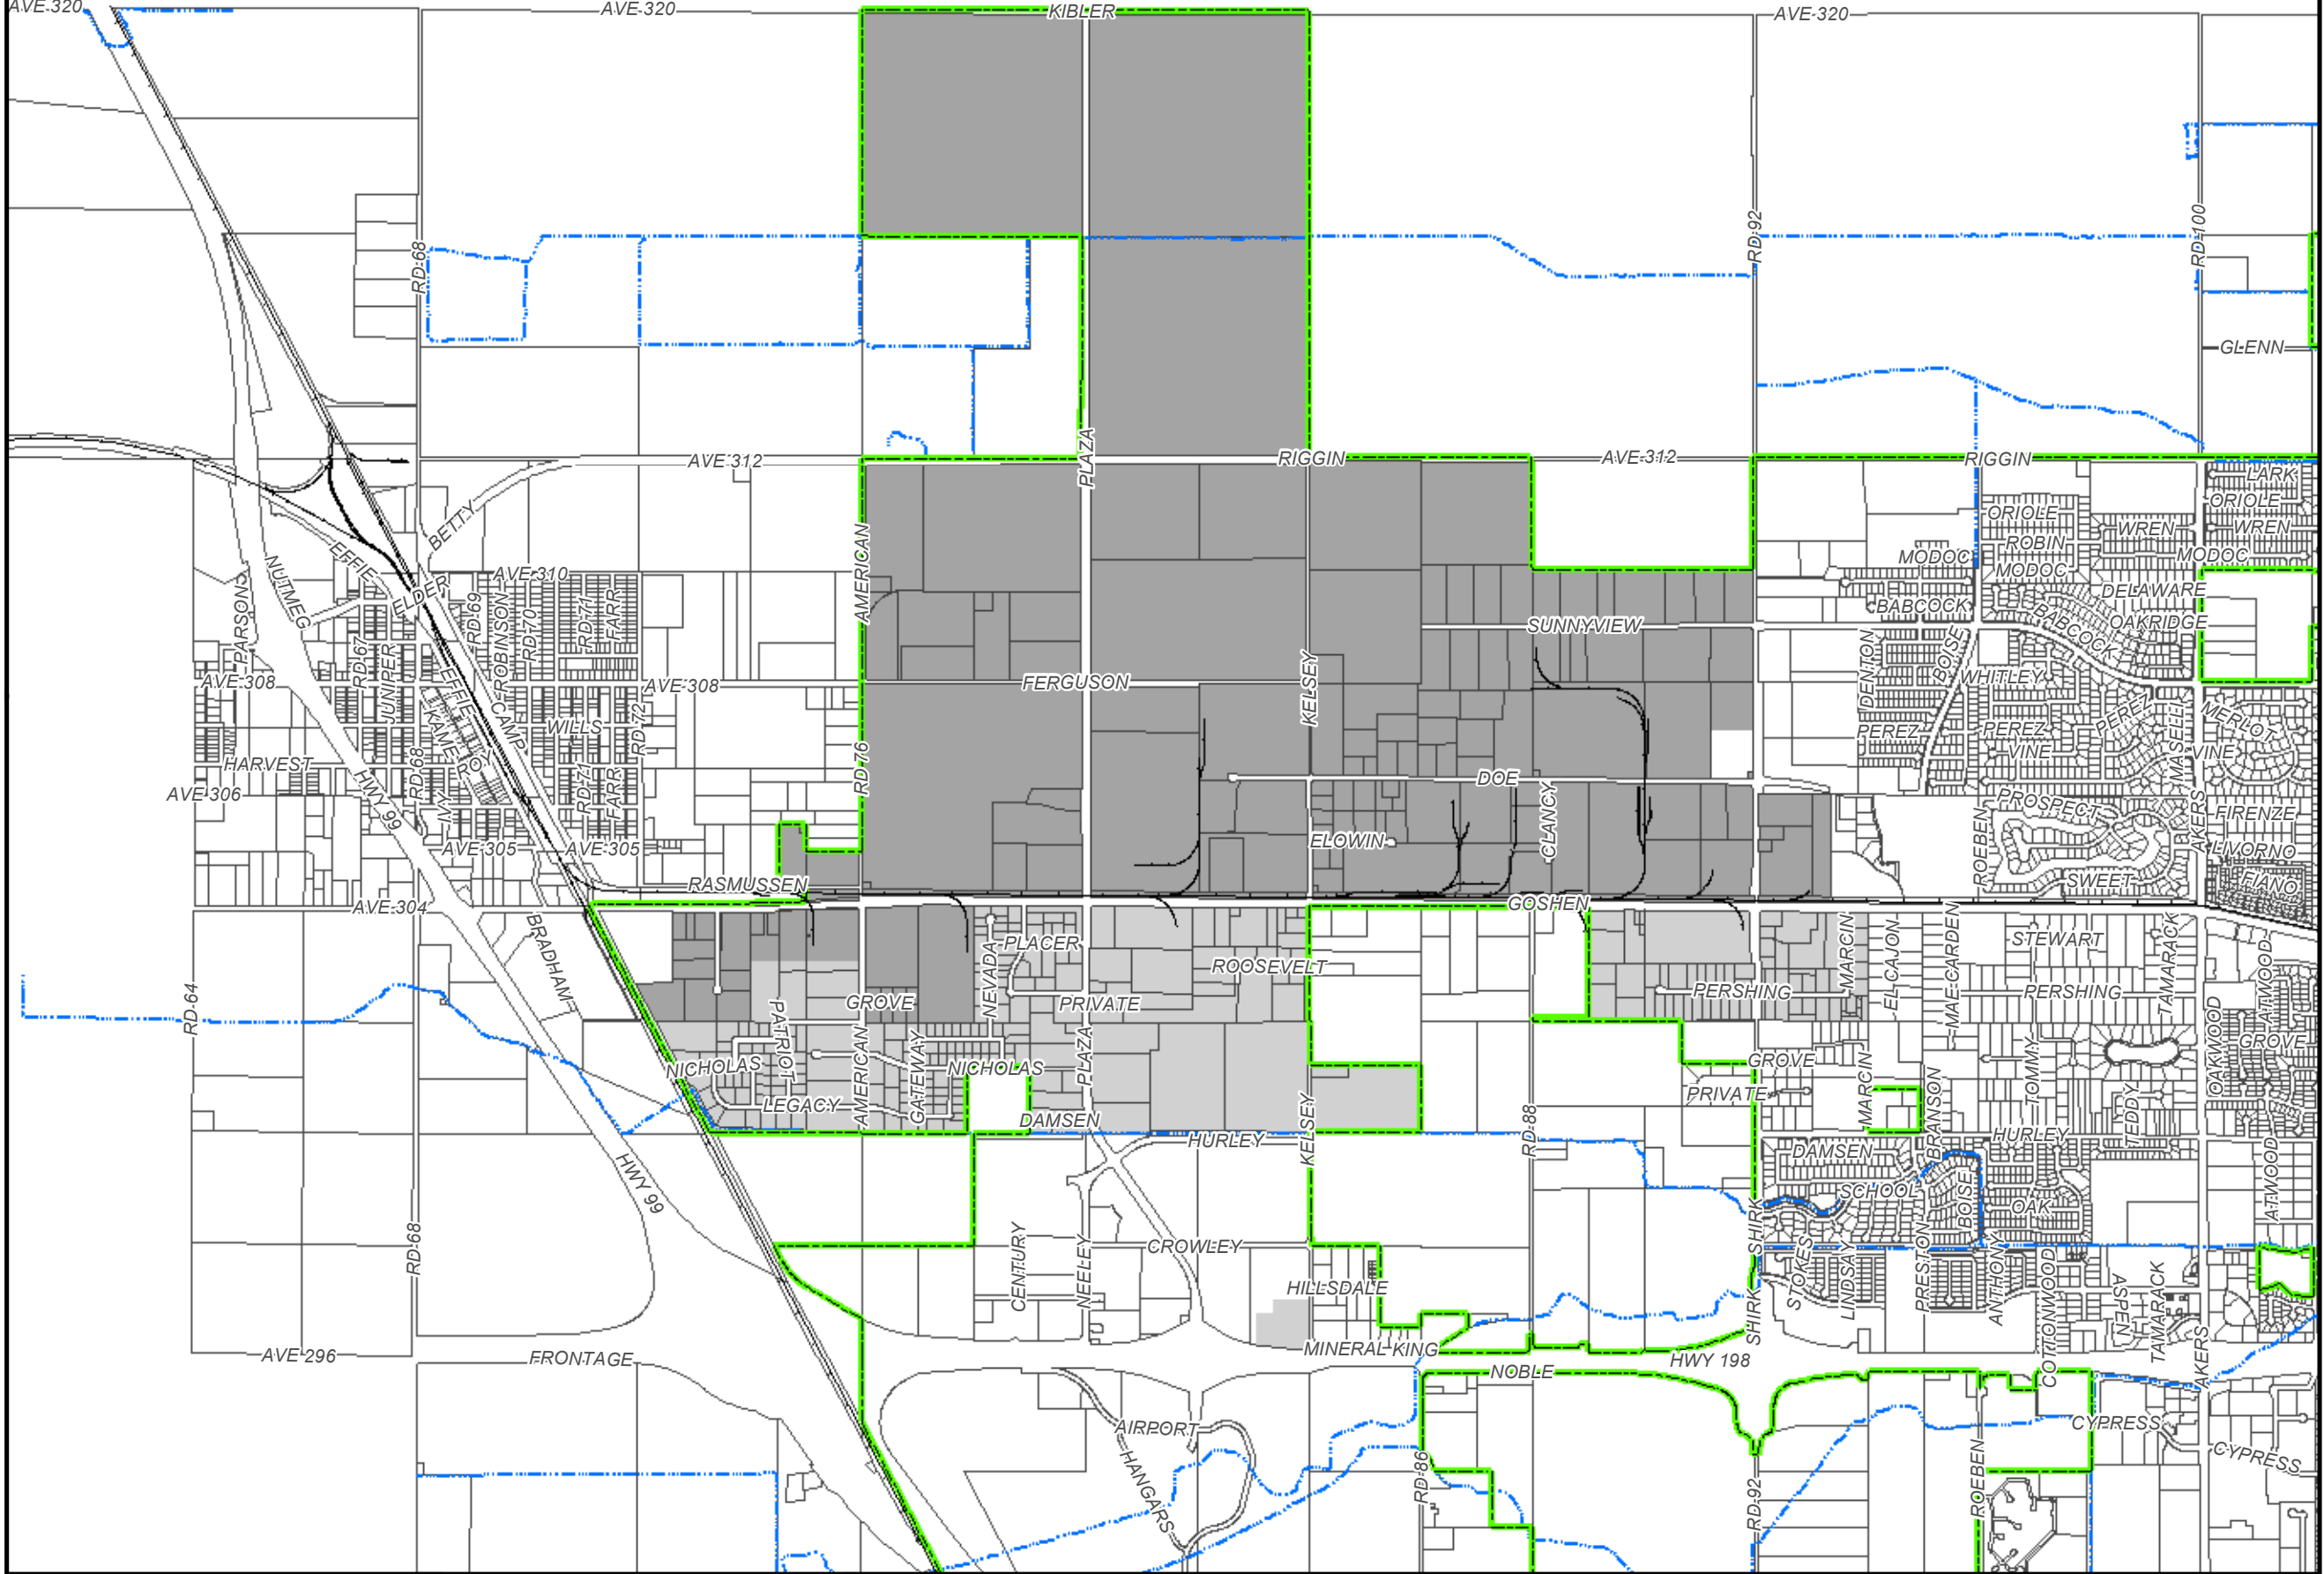 AVE 320
AVE 320
KIBLER
AVE 320
RD 68
RD 92
RD 100
GLENN
PLAZA
AVE 312
RIGGIN
AVE 312
RIGGIN
LARK
ORIOLE
ORIOLE
WREN
WREN
ROBIN
MODOC
MODOC
MODOC
BETTY
EFFIE
NUTMEG
ELDER
AVE 310
AMERICAN
DELAWARE
BABCOCK
BABCOCK
OAKRIDGE
SUNNYVIEW
PARSON
RD 67
JUNIPER
RD 69
ROBINSON
RD 70
RD 71
FARR
DENTON
BOISE
WHITLEY
AVE 308
AVE 308
FERGUSON
KELSEY
EFFIE
KAME
ROY
CAMP
WILLS
RD 72
PEREZ
PEREZ
PEREZ
MERLOT
VINE
VINE
MASELLI
HARVEST
HWY 99
RD 68
RD 71
FARR
RD 76
DOE
AVE 306
IVY
CLANCY
PROSPECT
AKERS
FIRENZE
ELOWIN
ROEBEN
LIVORNO
AVE 305
AVE 305
RASMUSSEN
SWEET
FIANO
AVE 304
GOSHEN
BRADHAM
NEVADA
PLACER
ROOSEVELT
MARCIN
EL CAJON
MAE CARDEN
STEWART
TAMARACK
ATWOOD
RD 64
PATRIOT
GROVE
PRIVATE
PERSHING
PERSHING
OAKWOOD
NICHOLAS
AMERICAN
GATEWAY
NICHOLAS
PLAZA
GROVE
GROVE
PRIVATE
MARCIN
BRANSON
TOMMY
TEDDY
LEGACY
DAMSEN
KELSEY
RD 88
HURLEY
HURLEY
DAMSEN
HWY 99
SCHOOL
BOISE
OAK
ATWOOD
RD 68
CENTURY
NEELEY
CROWLEY
SHIRK
STOKES
LINDSAY
PRESTON
ANTHONY
COTTONWOOD
ASPEN
TAMARACK
HILLSDALE
SHIRK
AKERS
AVE 296
FRONTAGE
MINERAL KING
HWY 198
NOBLE
AIRPORT
HANGARS
RD 86
RD 92
ROEBEN
CYPRESS
CYPRESS